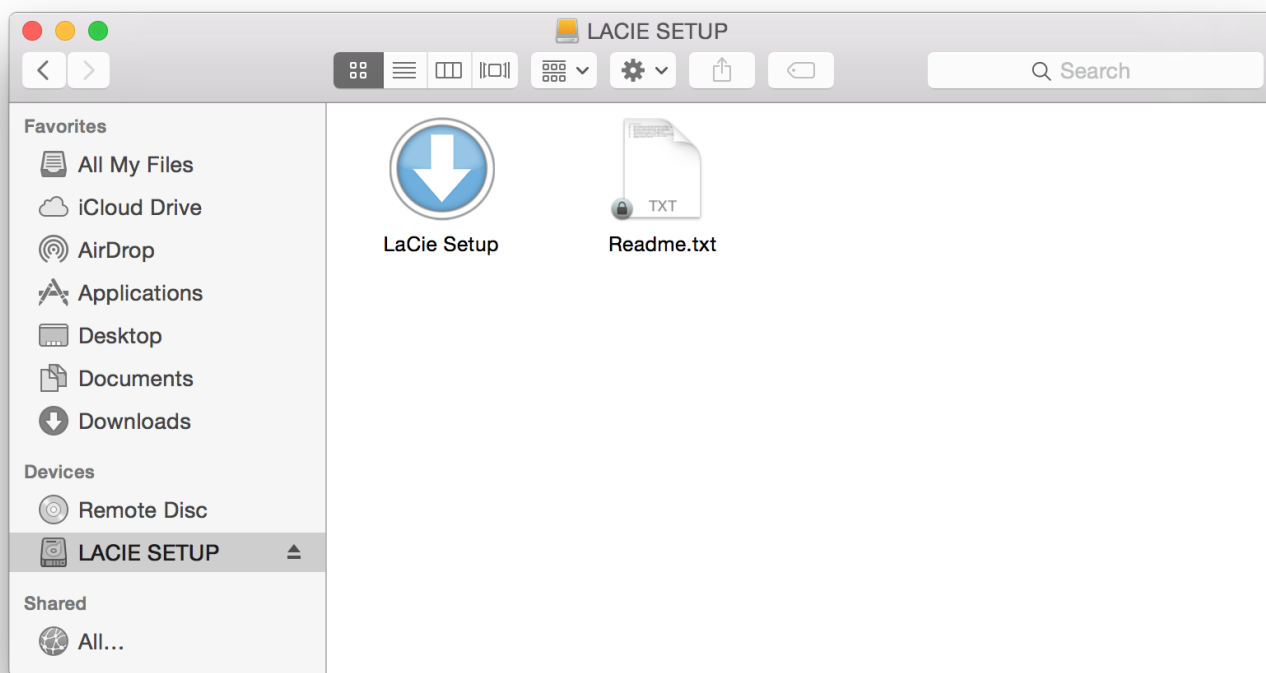 LACIE SETUP
Search
Favorites
All My Files
iCloud Drive
AirDrop
Applications
Desktop
Documents
Downloads
Devices
Remote Disc
LACIE SETUP
Shared
All...
TXT
LaCie Setup
Readme.txt